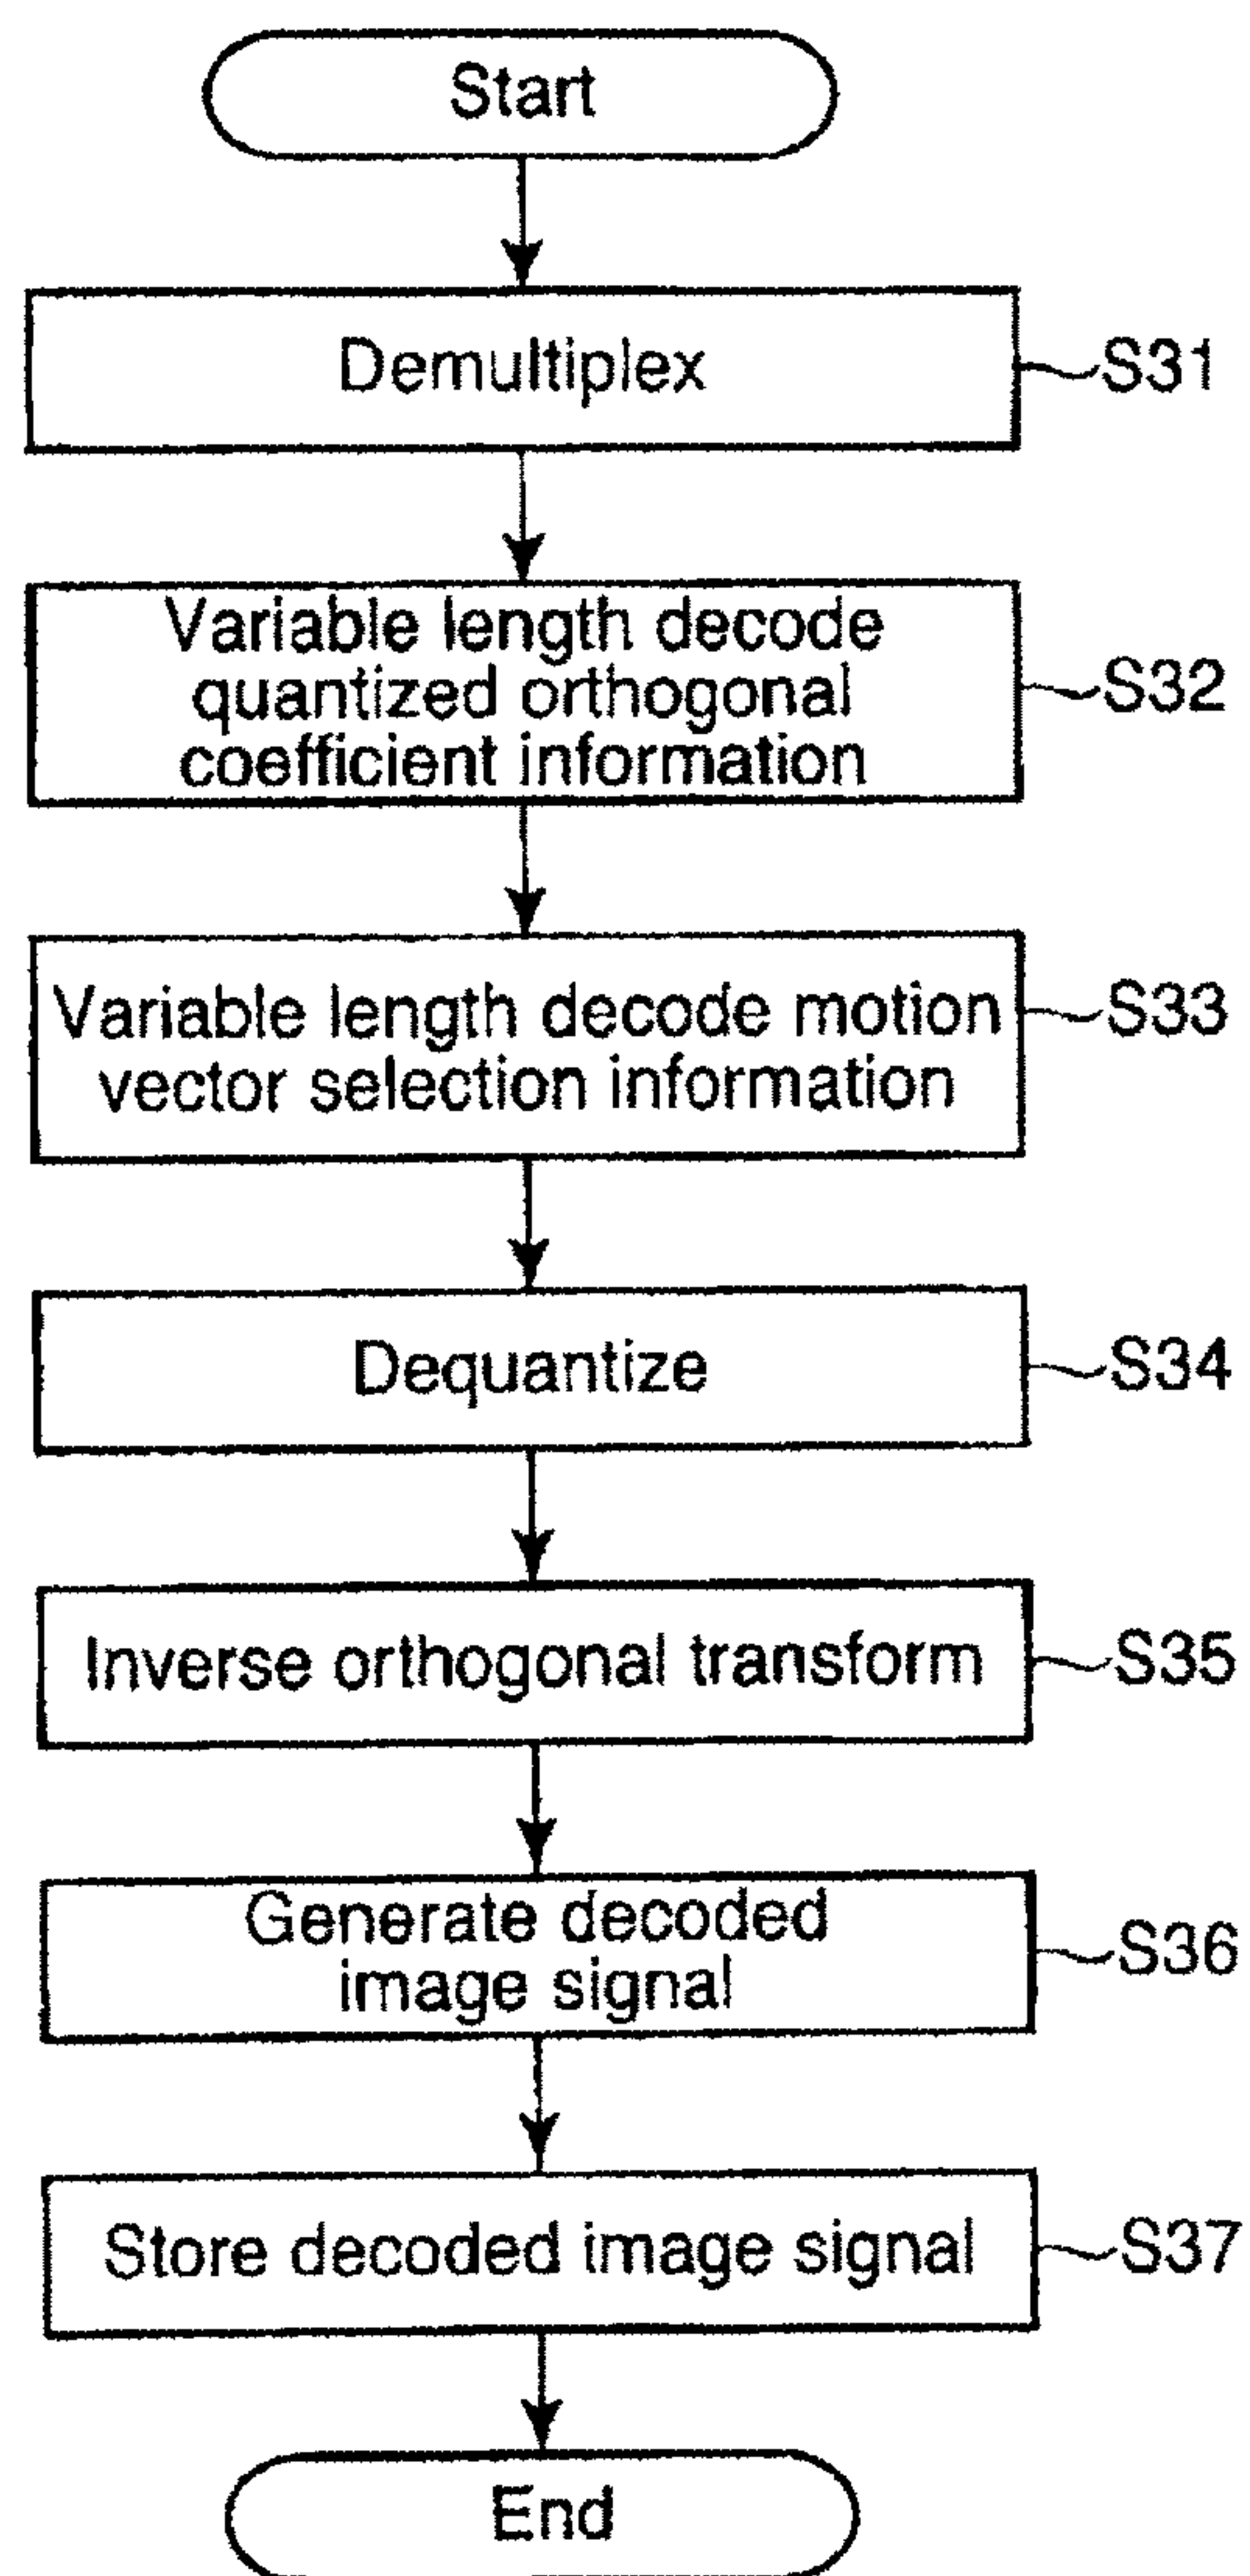 Start
Demultiplex
S31
Variable length decode
quantized orthogonal
coefficient information
S32
Variable length decode motion
vector selection information
S33
Dequantize
S34
Inverse orthogonal transform
S35
Generate decoded
image signal
S36
Store decoded image signal
S37
End